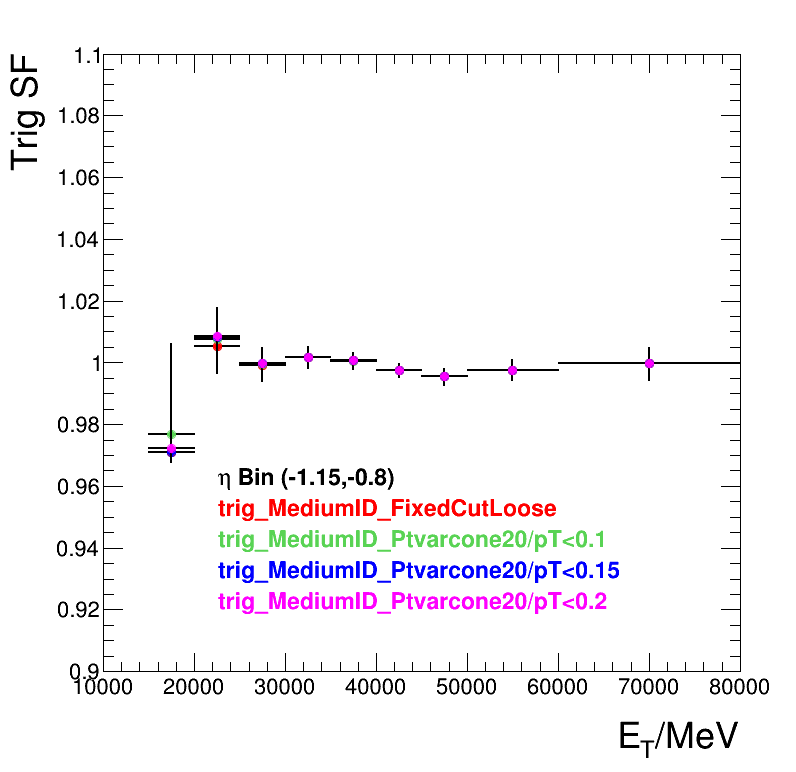 Trig SF
1.1
1.08
1.06
1.04
1.02
1
0.98
0.96
0.94
0.92
0.9
η Bin (-1.15,-0.8)
trig_MediumID_FixedCutLoose
trig_MediumID_Ptvarcone20/pT<0.1
trig_MediumID_Ptvarcone20/pT<0.15
trig_MediumID_Ptvarcone20/pT<0.2
10000 20000 30000 40000 50000 60000 70000 80000
E_T/MeV